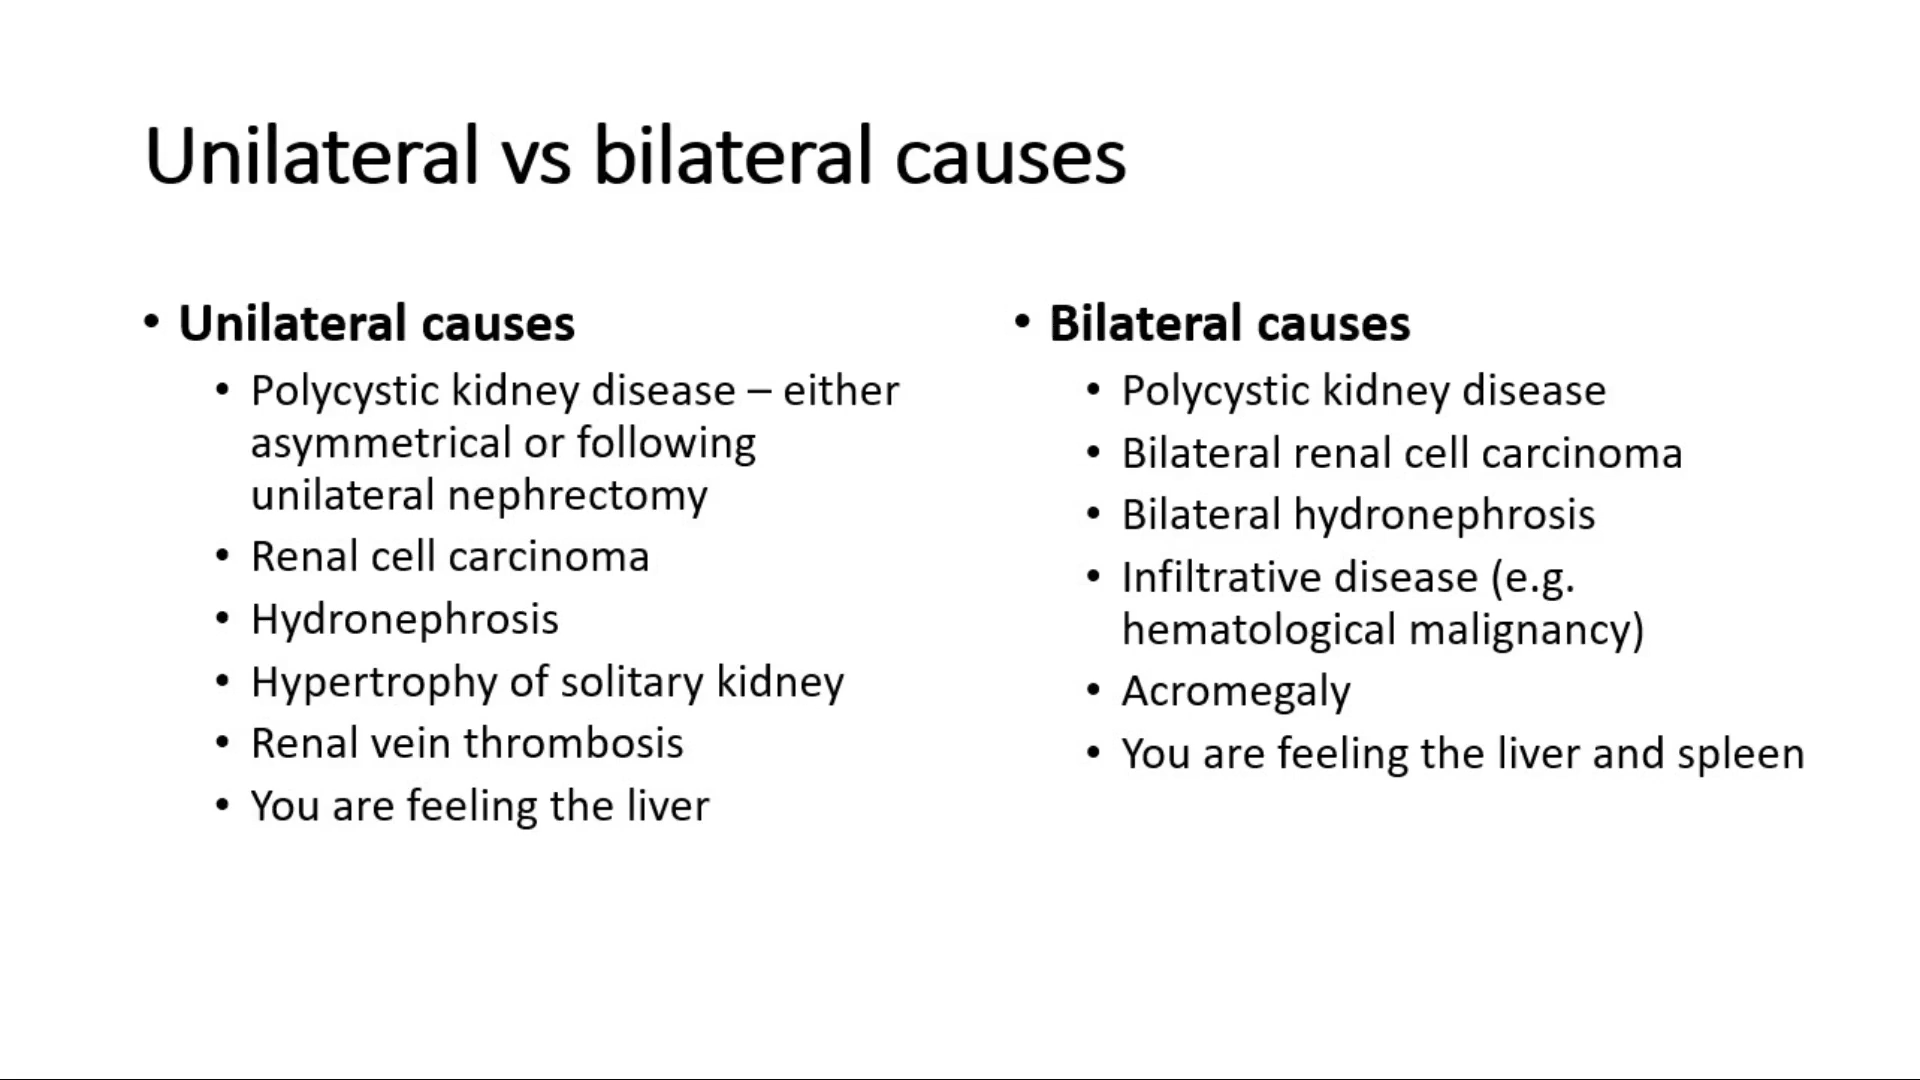 Unilateral vs bilateral causes
• Unilateral causes
• Polycystic kidney disease – either
asymmetrical or following
unilateral nephrectomy
• Renal cell carcinoma
• Hydronephrosis
• Hypertrophy of solitary kidney
• Renal vein thrombosis
• You are feeling the liver
• Bilateral causes
• Polycystic kidney disease
• Bilateral renal cell carcinoma
• Bilateral hydronephrosis
• Infiltrative disease (e.g.
hematological malignancy)
• Acromegaly
• You are feeling the liver and spleen